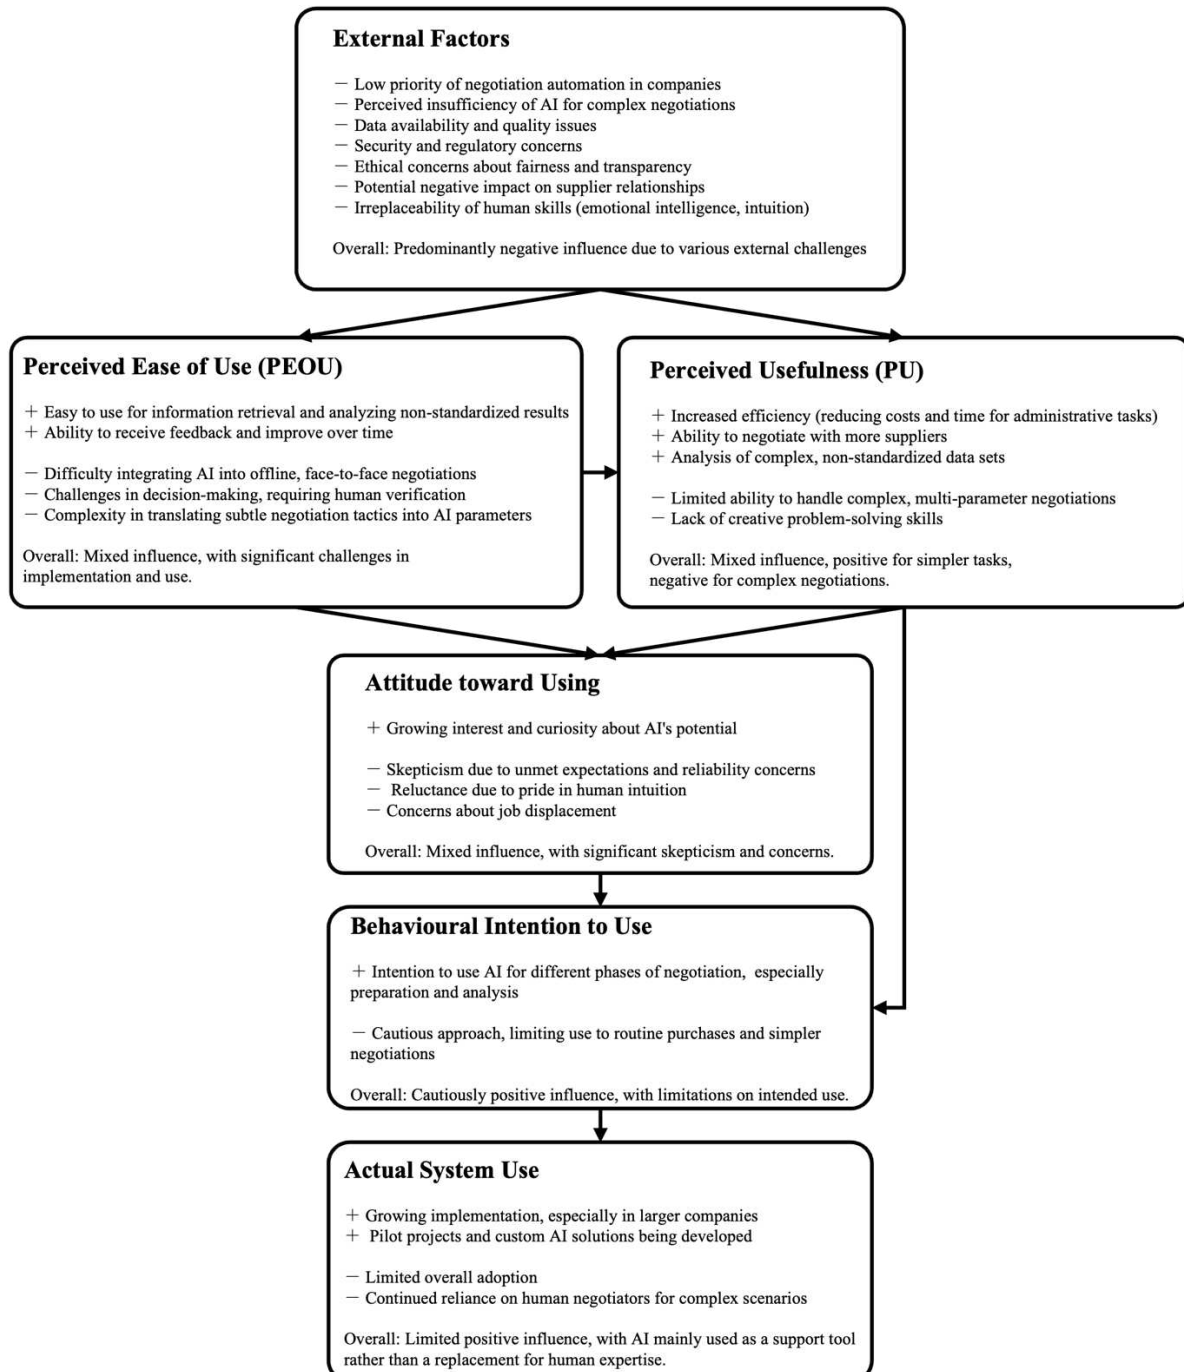 External Factors
— Low priority of negotiation automation in companies
— Perceived insufficiency of AI for complex negotiations
— Data availability and quality issues
— Security and regulatory concerns
— Ethical concerns about fairness and transparency
— Potential negative impact on supplier relationships
— Irreplaceability of human skills (emotional intelligence, intuition)
Overall: Predominantly negative influence due to various external challenges
Perceived Ease of Use (PEOU)
+ Easy to use for information retrieval and analyzing non-standardized results
+ Ability to receive feedback and improve over time
— Difficulty integrating AI into offline, face-to-face negotiations
— Challenges in decision-making, requiring human verification
— Complexity in translating subtle negotiation tactics into AI parameters
Overall: Mixed influence, with significant challenges in
implementation and use.
Perceived Usefulness (PU)
+ Increased efficiency (reducing costs and time for administrative tasks)
+ Ability to negotiate with more suppliers
+ Analysis of complex, non-standardized data sets
— Limited ability to handle complex, multi-parameter negotiations
— Lack of creative problem-solving skills
Overall: Mixed influence, positive for simpler tasks,
negative for complex negotiations.
Attitude toward Using
+ Growing interest and curiosity about AI's potential
— Skepticism due to unmet expectations and reliability concerns
— Reluctance due to pride in human intuition
— Concerns about job displacement
Overall: Mixed influence, with significant skepticism and concerns.
Behavioural Intention to Use
+ Intention to use AI for different phases of negotiation, especially
preparation and analysis
— Cautious approach, limiting use to routine purchases and simpler
negotiations
Overall: Cautiously positive influence, with limitations on intended use.
Actual System Use
+ Growing implementation, especially in larger companies
+ Pilot projects and custom AI solutions being developed
— Limited overall adoption
— Continued reliance on human negotiators for complex scenarios
Overall: Limited positive influence, with AI mainly used as a support tool
rather than a replacement for human expertise.